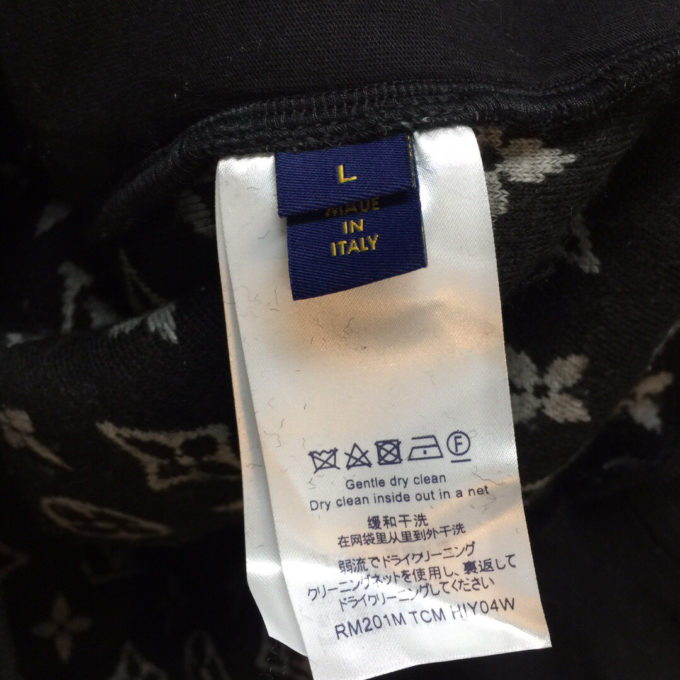 L
MADE
IN
ITALY
F
Gentle dry clean
Dry clean inside out in a net
缓和干洗
在网袋里从里到外干洗
弱流でドライクリーニング
クリーニングネットを使用し、裏返して
ドライクリーニングしてください
RM201M TCM HIY04W